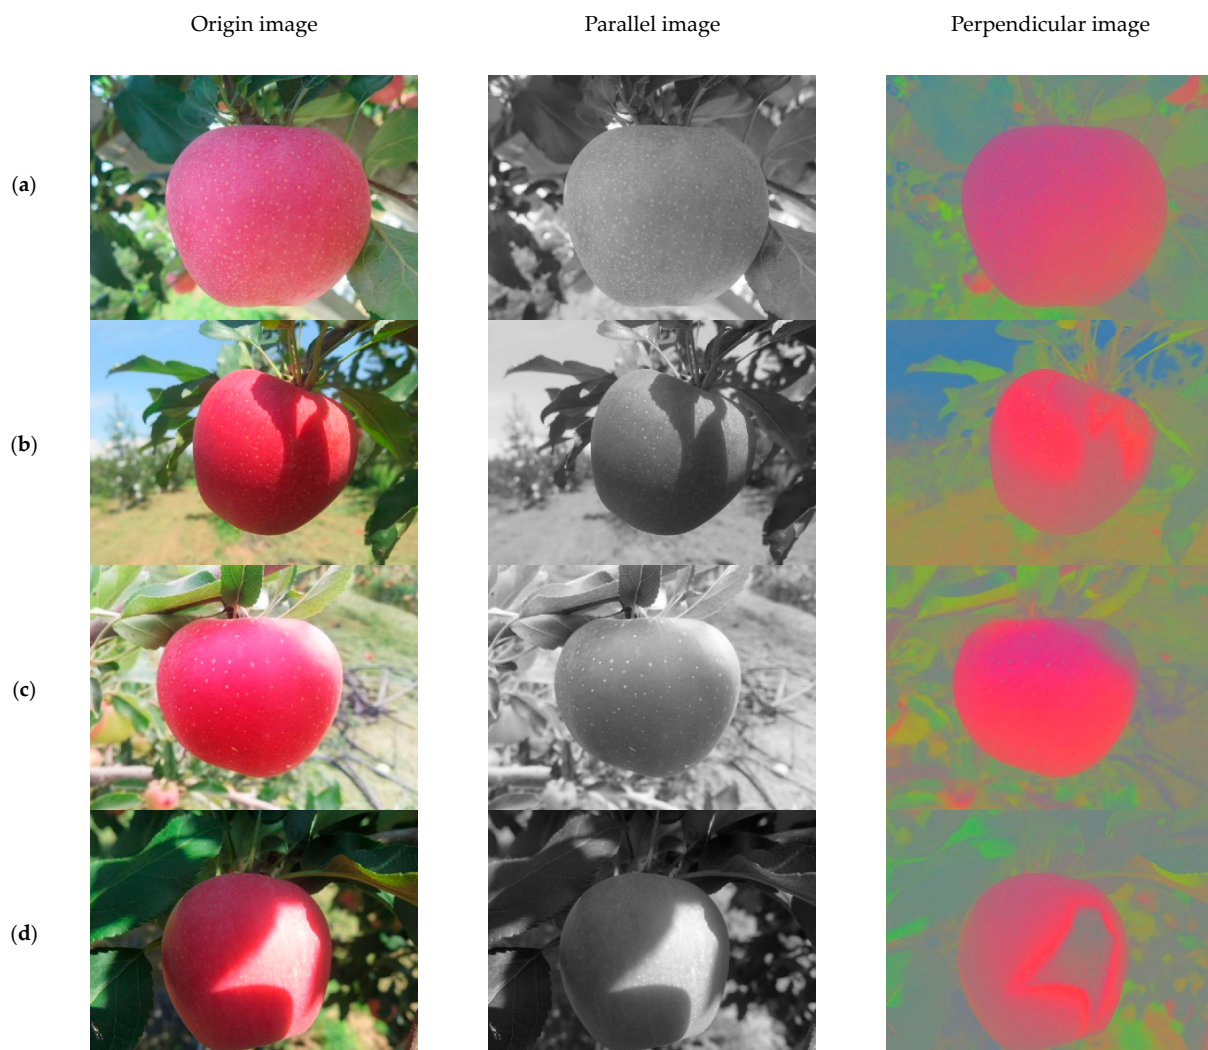 Origin image Parallel image Perpendicular image
(a)
(b)
(c)
(d)